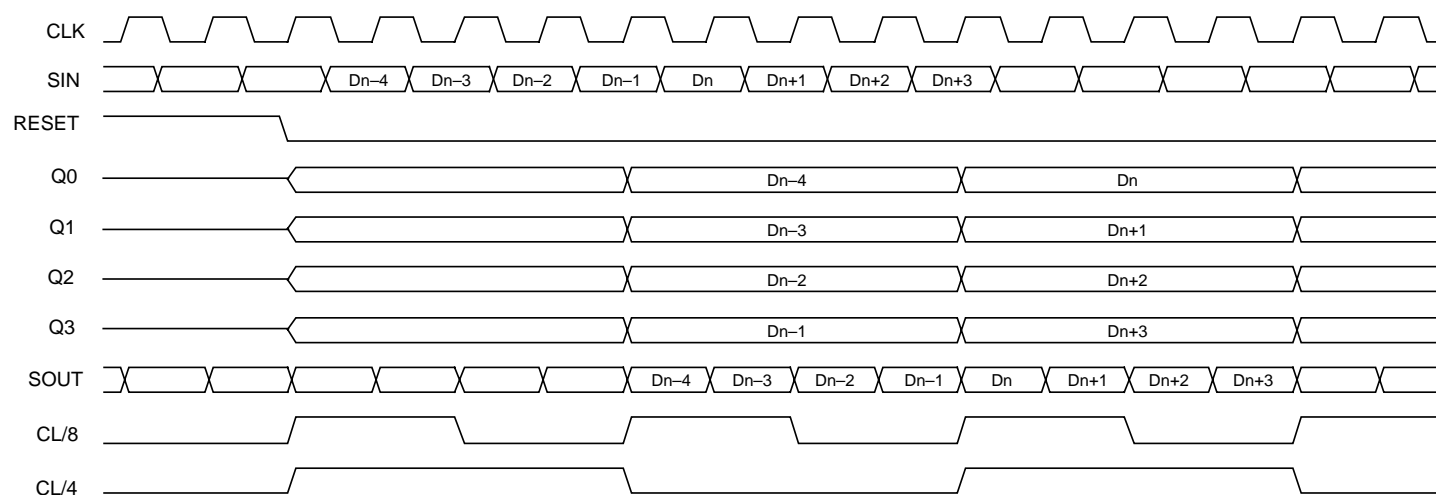 CLK
SIN Dn–4 Dn–3 Dn–2 Dn–1 Dn Dn+1 Dn+2 Dn+3
RESET
Q0 Dn–4 Dn
Q1 Dn–3 Dn+1
Q2 Dn–2 Dn+2
Q3 Dn–1 Dn+3
SOUT Dn–4 Dn–3 Dn–2 Dn–1 Dn Dn+1 Dn+2 Dn+3
CL/8
CL/4